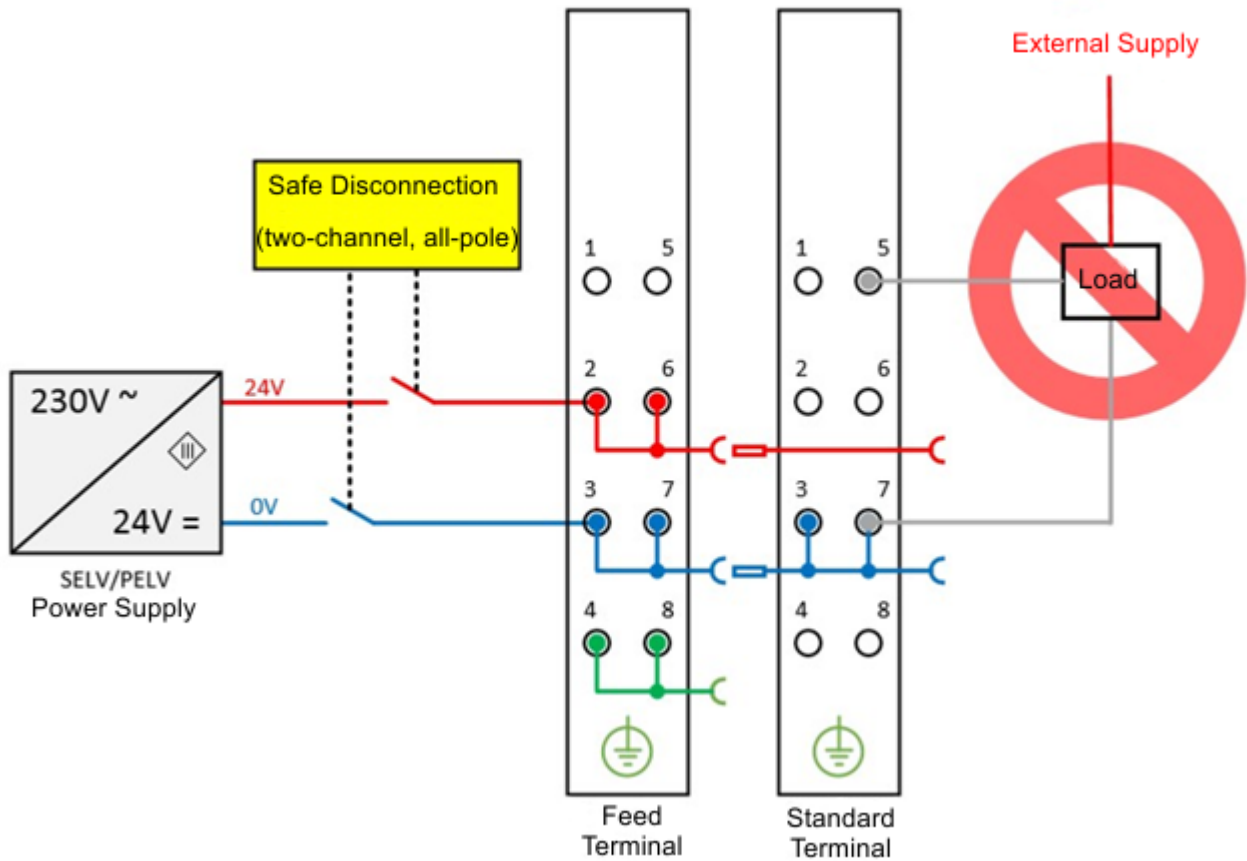 External Supply
Safe Disconnection
(two-channel, all-pole)
1 5
1 5
Load
230V ~
24V
2 6
2 6
III
24V =
0V
3 7
3 7
SELV/PELV
Power Supply
4 8
4 8
Feed
Terminal
Standard
Terminal